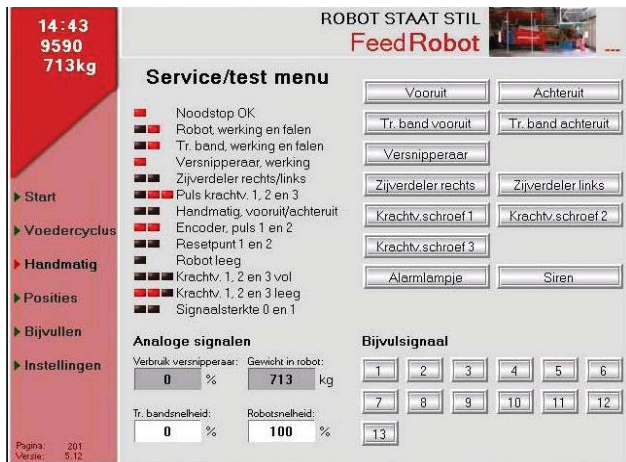 14:43
9590
713kg
ROBOT STAAT STIL
FeedRobot
---
Start
Voedercyclus
Handmatig
Posities
Bijvullen
Instellingen
Pagina: 201
Versie: 5.12
Service/test menu
Noodstop OK
Robot, werking en falen
Tr. band, werking en falen
Versnipperaar, werking
Zijverdeler rechts/links
Puls krachtv. 1, 2 en 3
Handmatig, vooruit/achteruit
Encoder, puls 1 en 2
Resetpunt 1 en 2
Robot leeg
Krachtv. 1, 2 en 3 vol
Krachtv. 1, 2 en 3 leeg
Signaalsterkte 0 en 1
Vooruit Achteruit
Tr. band vooruit Tr. band achteruit
Versnipperaar
Zijverdeler rechts Zijverdeler links
Krachtv.schroef 1 Krachtv.schroef 2
Krachtv.schroef 3
Alarmlampje Siren
Analoge signalen
Verbruik versnipperaar: Gewicht in robot:
0 % 713 kg
Tr. bandsnelheid: Robotsnelheid:
0 % 100 %
Bijvulsignaal
1 2 3 4 5 6
7 8 9 10 11 12
13